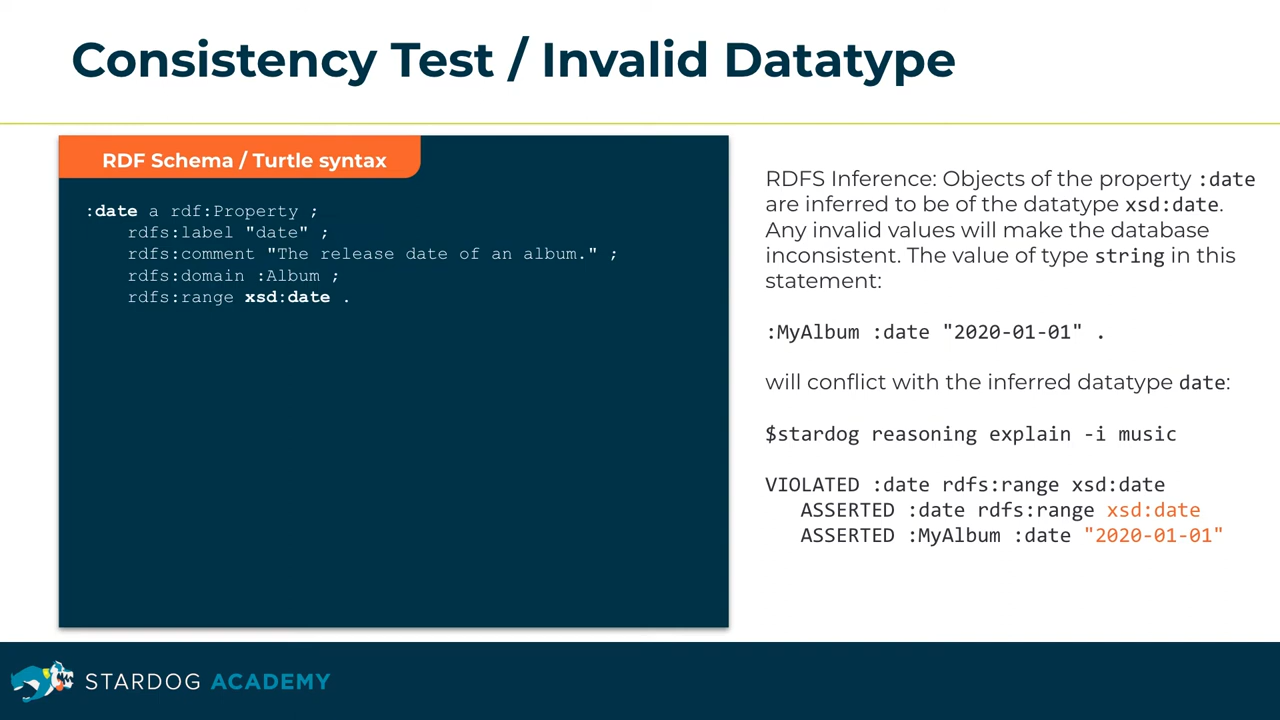 Consistency Test / Invalid Datatype
RDF Schema / Turtle syntax
:date a rdf:Property ;
rdfs:label "date" ;
rdfs:comment "The release date of an album." ;
rdfs:domain :Album ;
rdfs:range xsd:date .
RDFS Inference: Objects of the property :date
are inferred to be of the datatype xsd:date.
Any invalid values will make the database
inconsistent. The value of type string in this
statement:
:MyAlbum :date "2020-01-01" .
will conflict with the inferred datatype date:
$stardog reasoning explain -i music
VIOLATED :date rdfs:range xsd:date
ASSERTED :date rdfs:range xsd:date
ASSERTED :MyAlbum :date "2020-01-01"
STARDOG ACADEMY